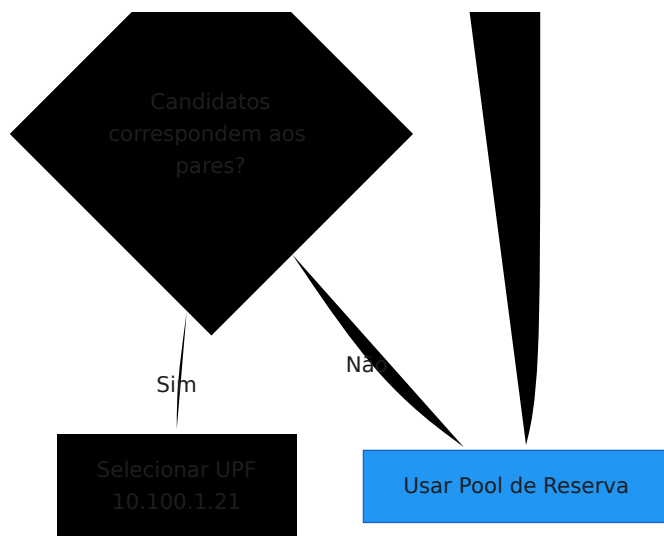 Candidatos
correspondem aos
pares?
Não
Sim
Selecionar UPF
10.100.1.21
Usar Pool de Reserva